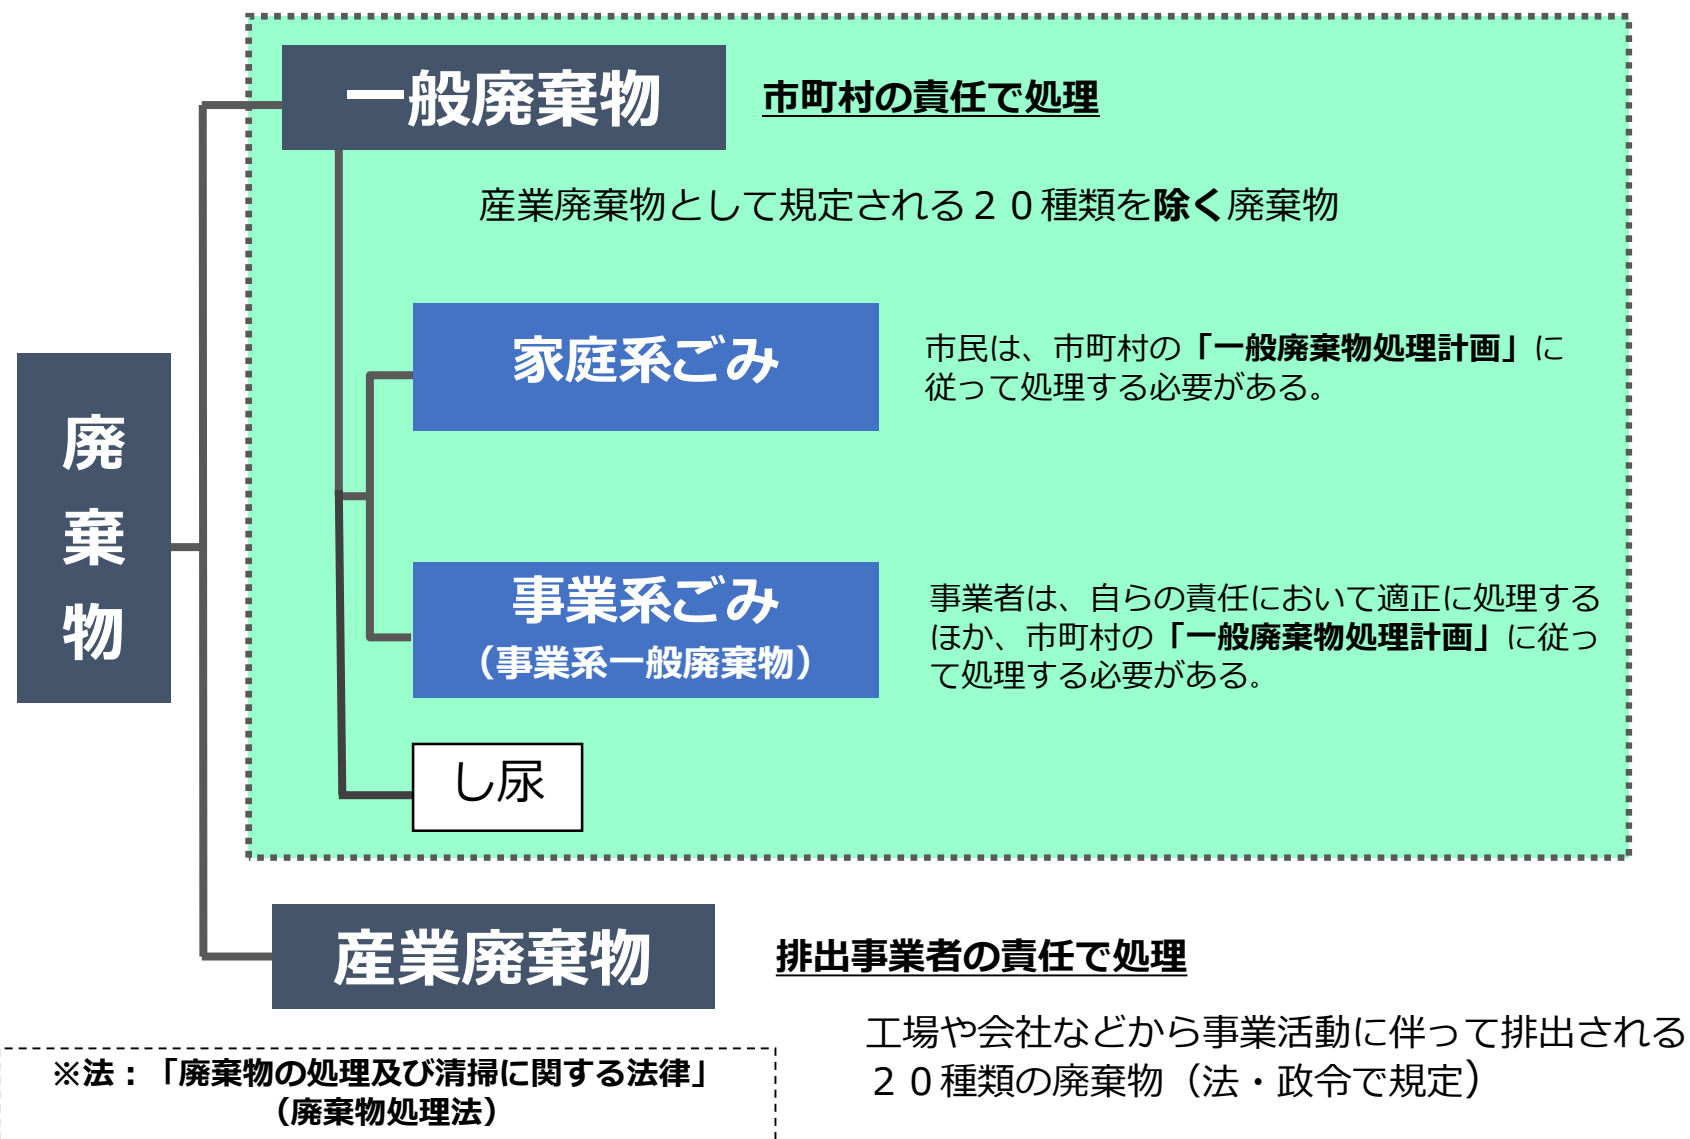 一般廃棄物
市町村の責任で処理
産業廃棄物として規定される２０種類を除く廃棄物
家庭系ごみ
市民は、市町村の「一般廃棄物処理計画」に
従って処理する必要がある。
廃
棄
物
事業系ごみ
（事業系一般廃棄物）
事業者は、自らの責任において適正に処理する
ほか、市町村の「一般廃棄物処理計画」に従っ
て処理する必要がある。
し尿
産業廃棄物
排出事業者の責任で処理
工場や会社などから事業活動に伴って排出される
２０種類の廃棄物（法・政令で規定）
※法：「廃棄物の処理及び清掃に関する法律」
（廃棄物処理法）